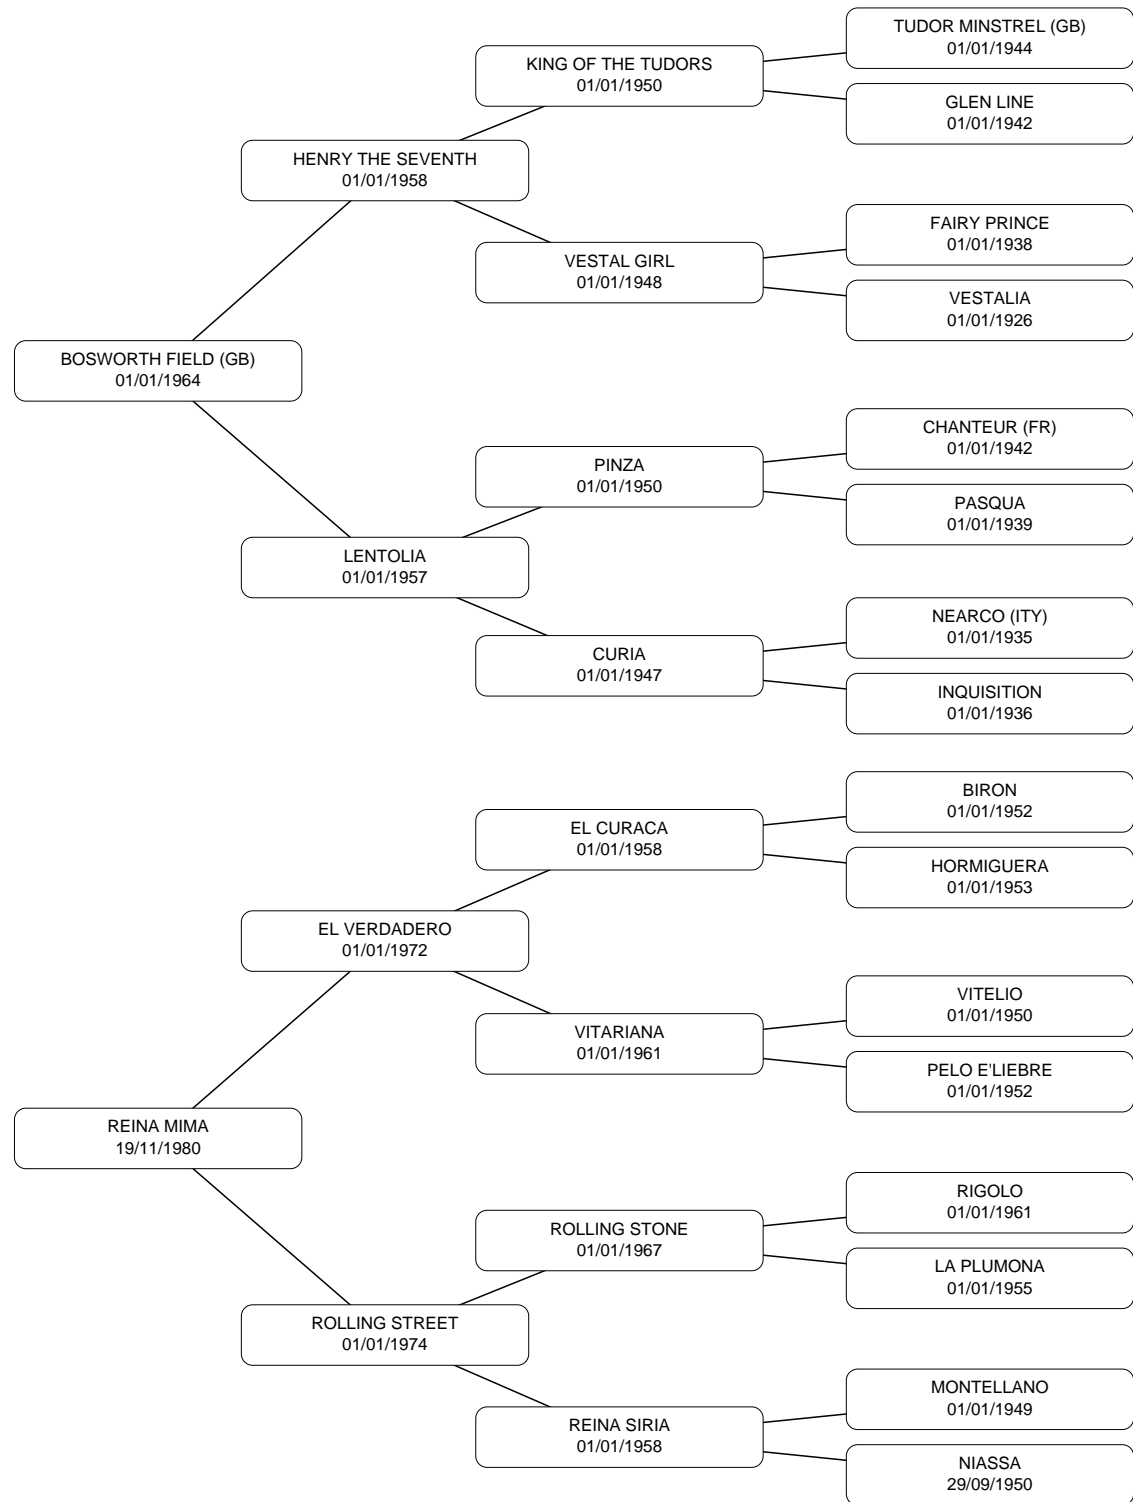 TUDOR MINSTREL (GB)
01/01/1944
KING OF THE TUDORS
01/01/1950
GLEN LINE
01/01/1942
HENRY THE SEVENTH
01/01/1958
FAIRY PRINCE
01/01/1938
VESTAL GIRL
01/01/1948
VESTALIA
01/01/1926
BOSWORTH FIELD (GB)
01/01/1964
CHANTEUR (FR)
01/01/1942
PINZA
01/01/1950
PASQUA
01/01/1939
LENTOLIA
01/01/1957
NEARCO (ITY)
01/01/1935
CURIA
01/01/1947
INQUISITION
01/01/1936
BIRON
01/01/1952
EL CURACA
01/01/1958
HORMIGUERA
01/01/1953
EL VERDADERO
01/01/1972
VITELIO
01/01/1950
VITARIANA
01/01/1961
PELO E'LIEBRE
01/01/1952
REINA MIMA
19/11/1980
RIGOLO
01/01/1961
ROLLING STONE
01/01/1967
LA PLUMONA
01/01/1955
ROLLING STREET
01/01/1974
MONTELLANO
01/01/1949
REINA SIRIA
01/01/1958
NIASSA
29/09/1950